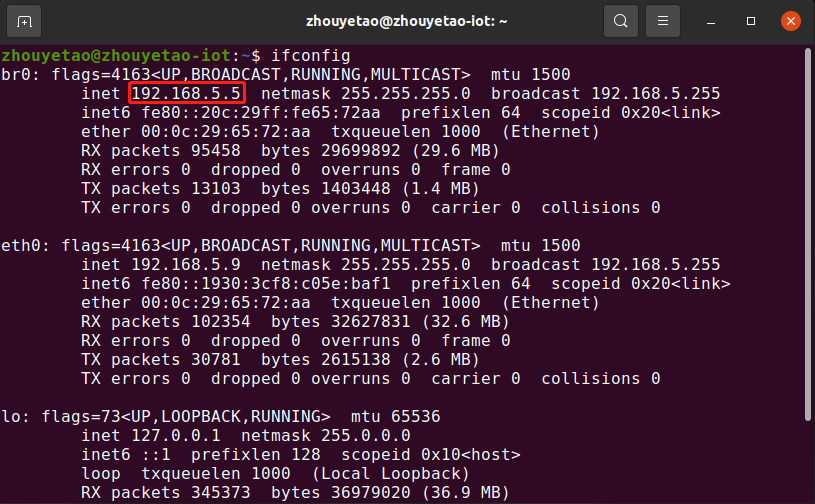 zhouyetao@zhouyetao-iot: ~
zhouyetao@zhouyetao-iot:~$ ifconfig
br0: flags=4163<UP,BROADCAST,RUNNING,MULTICAST>  mtu 1500
        inet 192.168.5.5  netmask 255.255.255.0  broadcast 192.168.5.255
        inet6 fe80::20c:29ff:fe65:72aa  prefixlen 64  scopeid 0x20<link>
        ether 00:0c:29:65:72:aa  txqueuelen 1000  (Ethernet)
        RX packets 95458  bytes 29699892 (29.6 MB)
        RX errors 0  dropped 0  overruns 0  frame 0
        TX packets 13103  bytes 1403448 (1.4 MB)
        TX errors 0  dropped 0 overruns 0  carrier 0  collisions 0
eth0: flags=4163<UP,BROADCAST,RUNNING,MULTICAST>  mtu 1500
        inet 192.168.5.9  netmask 255.255.255.0  broadcast 192.168.5.255
        inet6 fe80::1930:3cf8:c05e:baf1  prefixlen 64  scopeid 0x20<link>
        ether 00:0c:29:65:72:aa  txqueuelen 1000  (Ethernet)
        RX packets 102354  bytes 32627831 (32.6 MB)
        RX errors 0  dropped 0  overruns 0  frame 0
        TX packets 30781  bytes 2615138 (2.6 MB)
        TX errors 0  dropped 0 overruns 0  carrier 0  collisions 0
lo: flags=73<UP,LOOPBACK,RUNNING>  mtu 65536
        inet 127.0.0.1  netmask 255.0.0.0
        inet6 ::1  prefixlen 128  scopeid 0x10<host>
        loop  txqueuelen 1000  (Local Loopback)
        RX packets 345373  bytes 36979020 (36.9 MB)